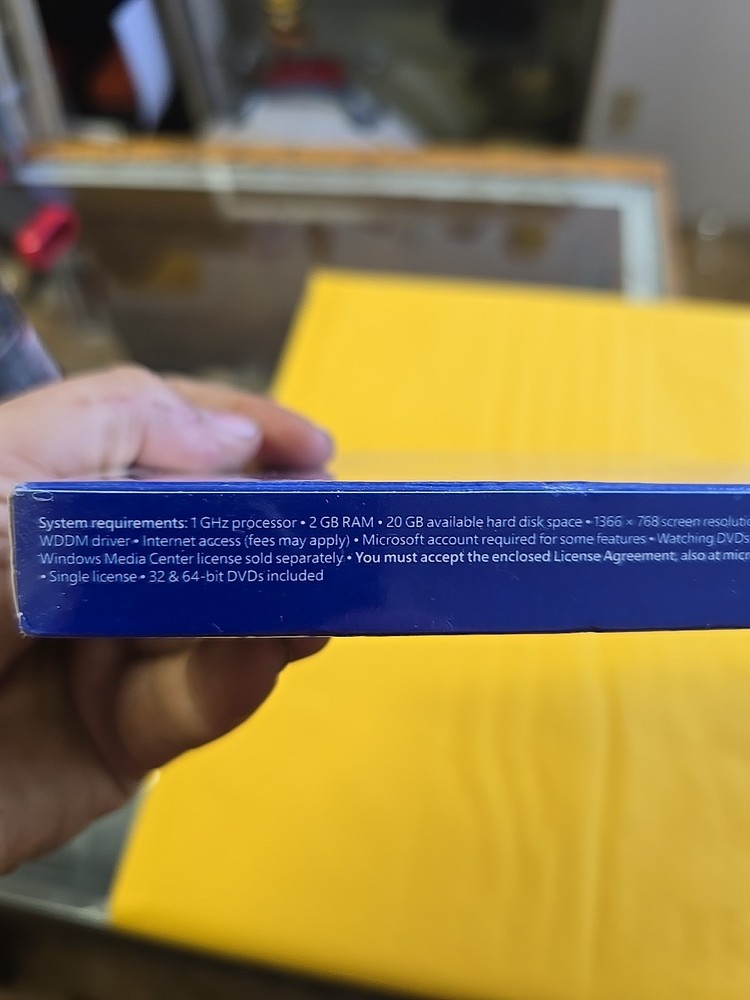 System requirements: 1 GHz processor • 2 GB RAM • 20 GB available hard disk space • 1366 × 768 screen
WDDM driver • Internet access (fees may apply) • Microsoft account required for some features • Watching DVDs
Windows Media Center license sold separately • You must accept the enclosed License Agreement, also at
• Single license • 32 & 64-bit DVDs included